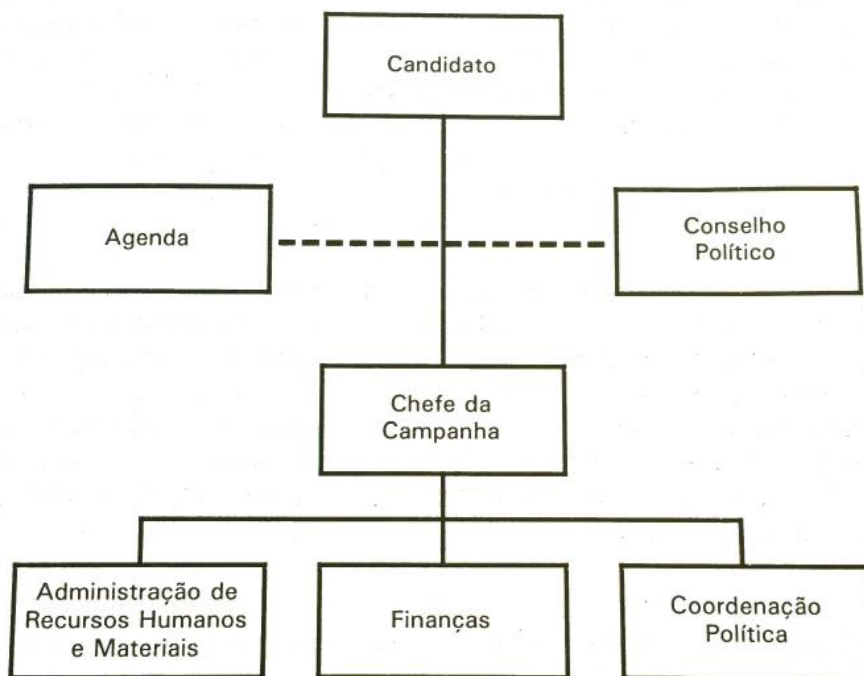 Candidato
Agenda
Conselho
Político
Chefe da
Campanha
Administração de
Recursos Humanos
e Materiais
Finanças
Coordenação
Política